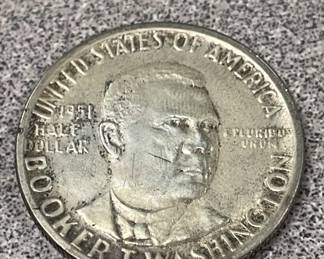 UNITED STATES OF AMERICA
1951
HALF
DOLLAR
E PLURIBUS
UNUM
BOOKER T. WASHINGTON